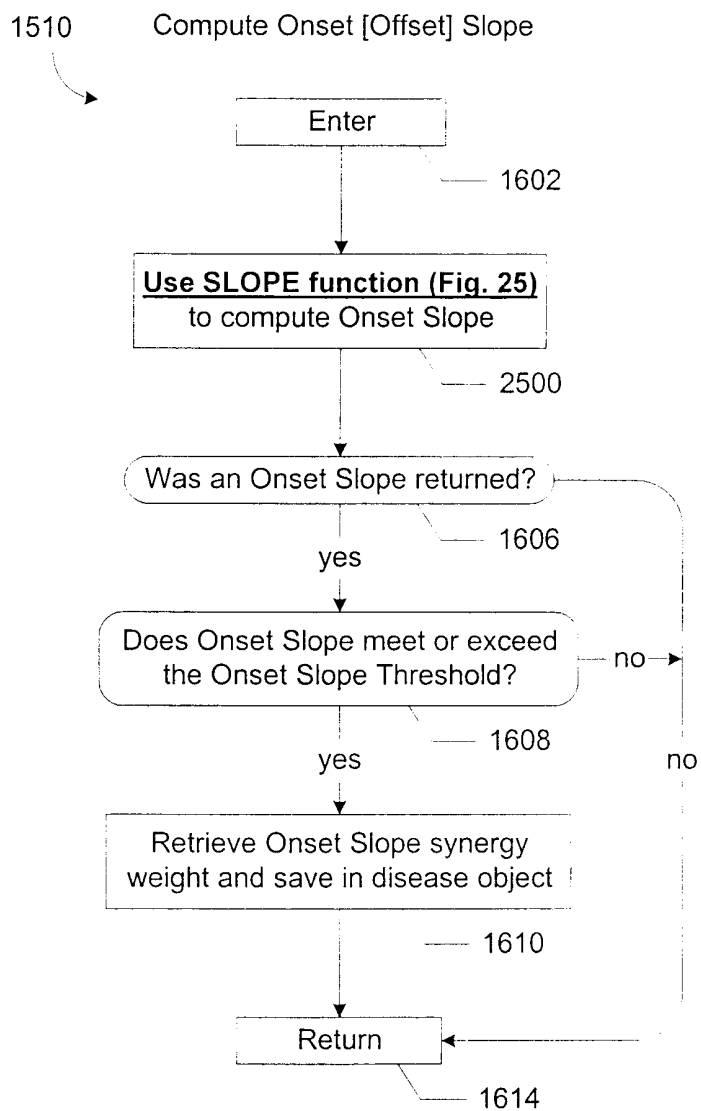 1510 Compute Onset [Offset] Slope
Enter
1602
Use SLOPE function (Fig. 25)
to compute Onset Slope
2500
Was an Onset Slope returned?
1606
yes
Does Onset Slope meet or exceed
the Onset Slope Threshold?
no
1608
yes
no
Retrieve Onset Slope synergy
weight and save in disease object
1610
Return
1614